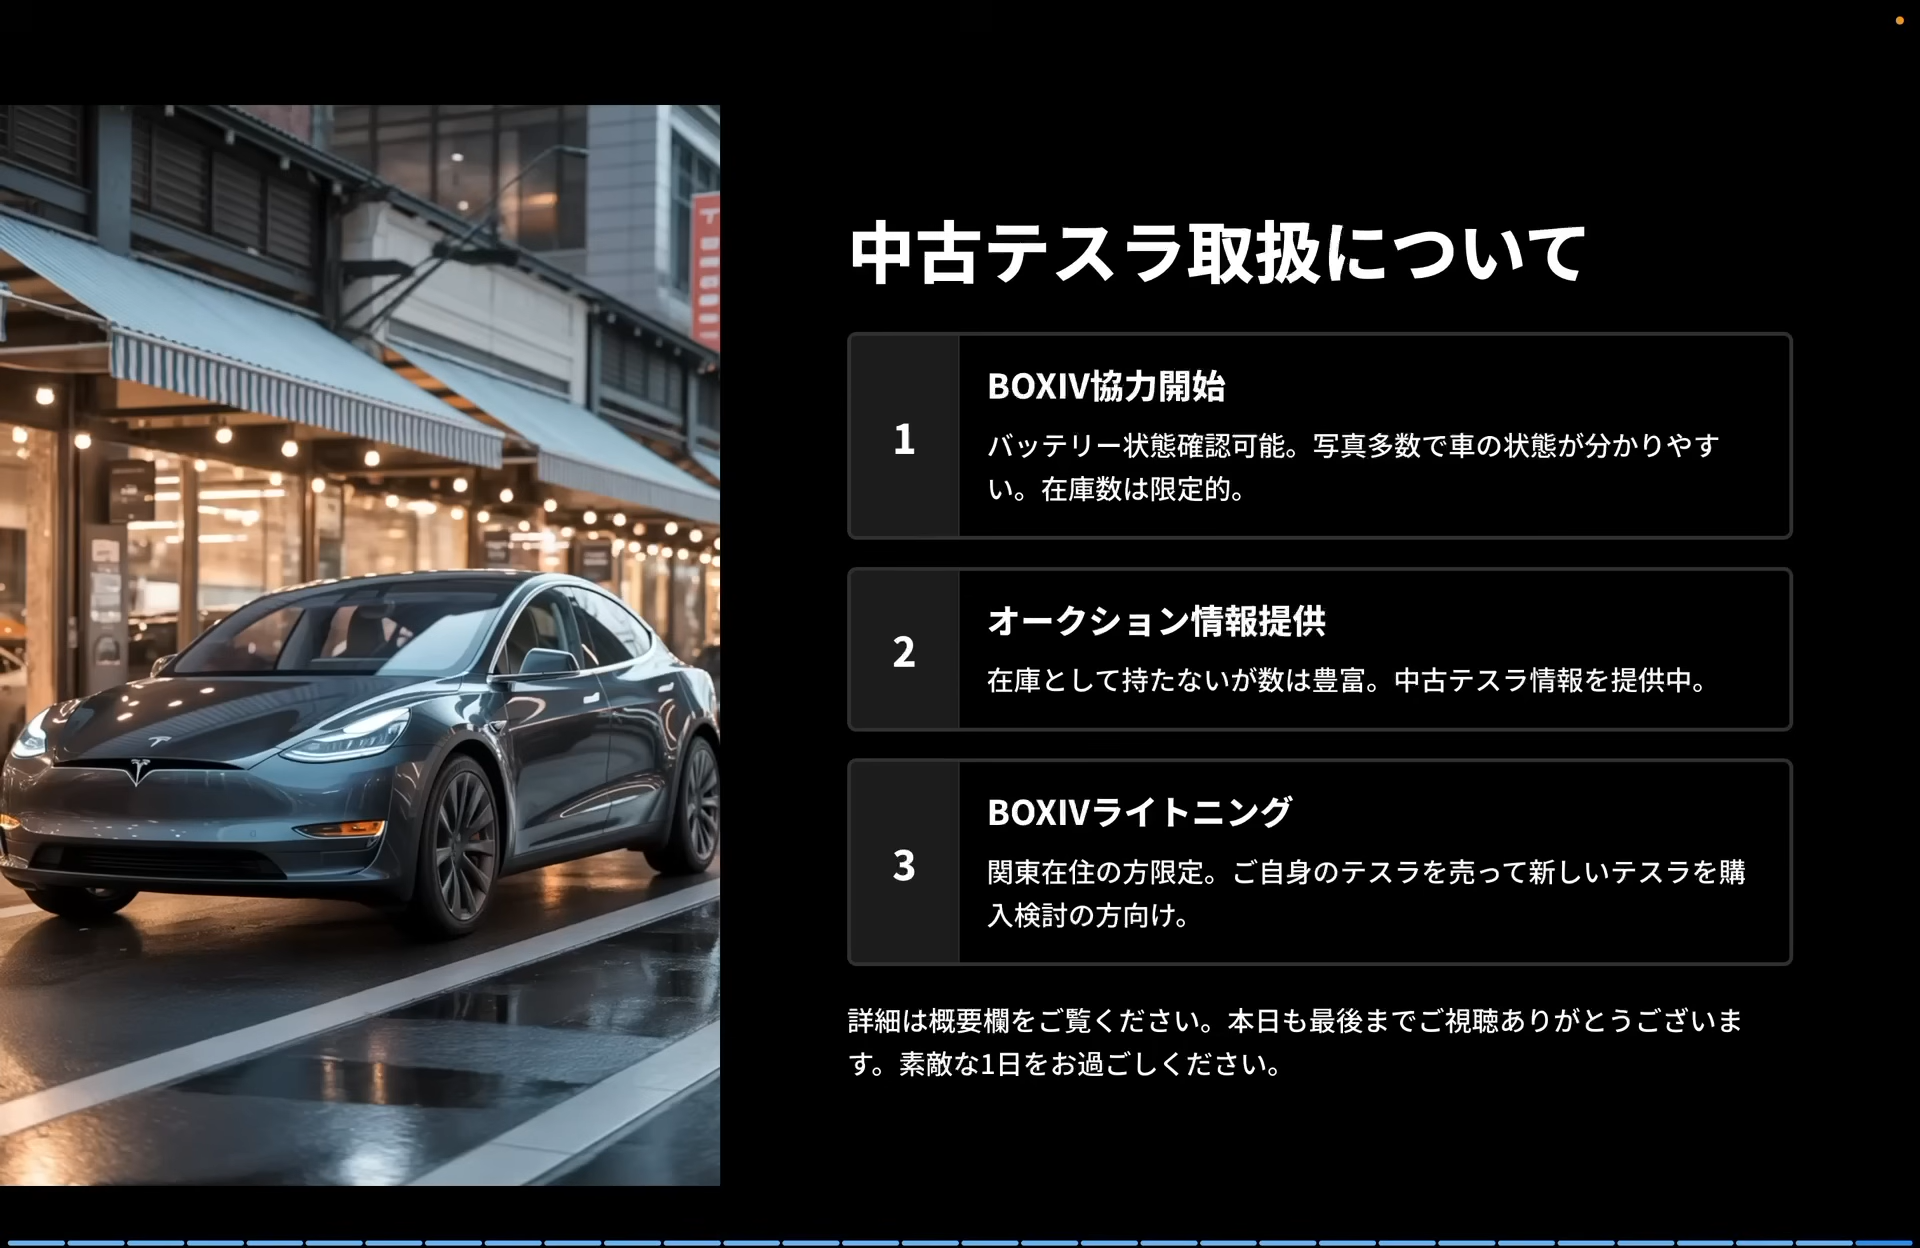 中古テスラ取扱について
1
BOXIV協力開始
バッテリー状態確認可能。写真多数で車の状態が分かりやす
い。在庫数は限定的。
2
オークション情報提供
在庫として持たないが数は豊富。中古テスラ情報を提供中。
3
BOXIVライトニング
関東在住の方限定。ご自身のテスラを売って新しいテスラを購
入検討の方向け。
詳細は概要欄をご覧ください。本日も最後までご視聴ありがとうございま
す。素敵な1日をお過ごしください。